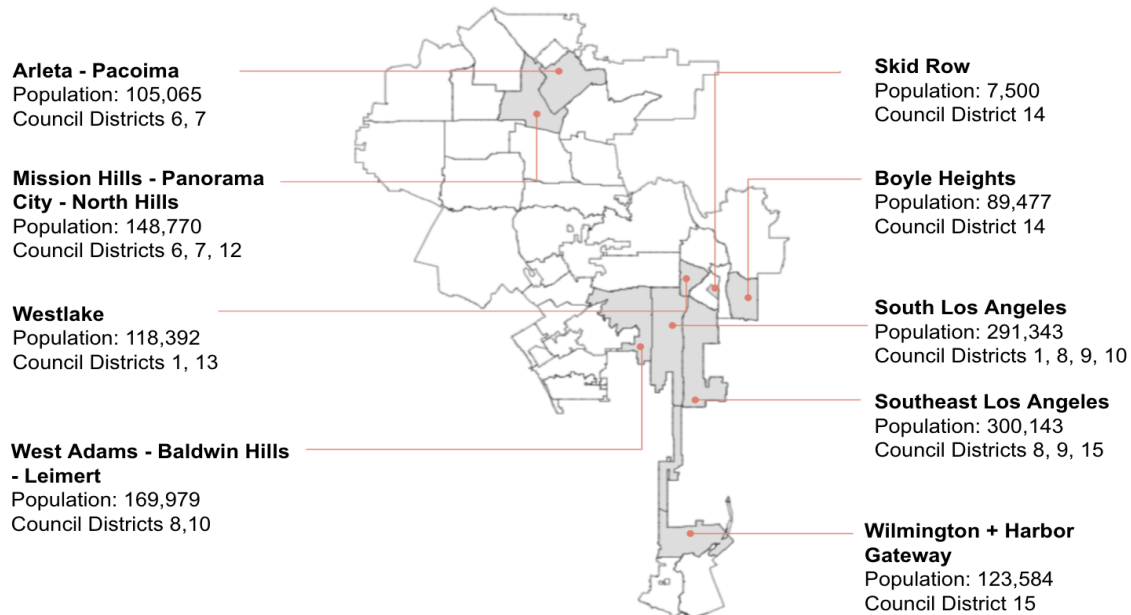 Arleta - Pacoima
Population: 105,065
Council Districts 6, 7
Mission Hills - Panorama
City - North Hills
Population: 148,770
Council Districts 6, 7, 12
Westlake
Population: 118,392
Council Districts 1, 13
West Adams - Baldwin Hills
- Leimert
Population: 169,979
Council Districts 8,10
Skid Row
Population: 7,500
Council District 14
Boyle Heights
Population: 89,477
Council District 14
South Los Angeles
Population: 291,343
Council Districts 1, 8, 9, 10
Southeast Los Angeles
Population: 300,143
Council Districts 8, 9, 15
Wilmington + Harbor
Gateway
Population: 123,584
Council District 15